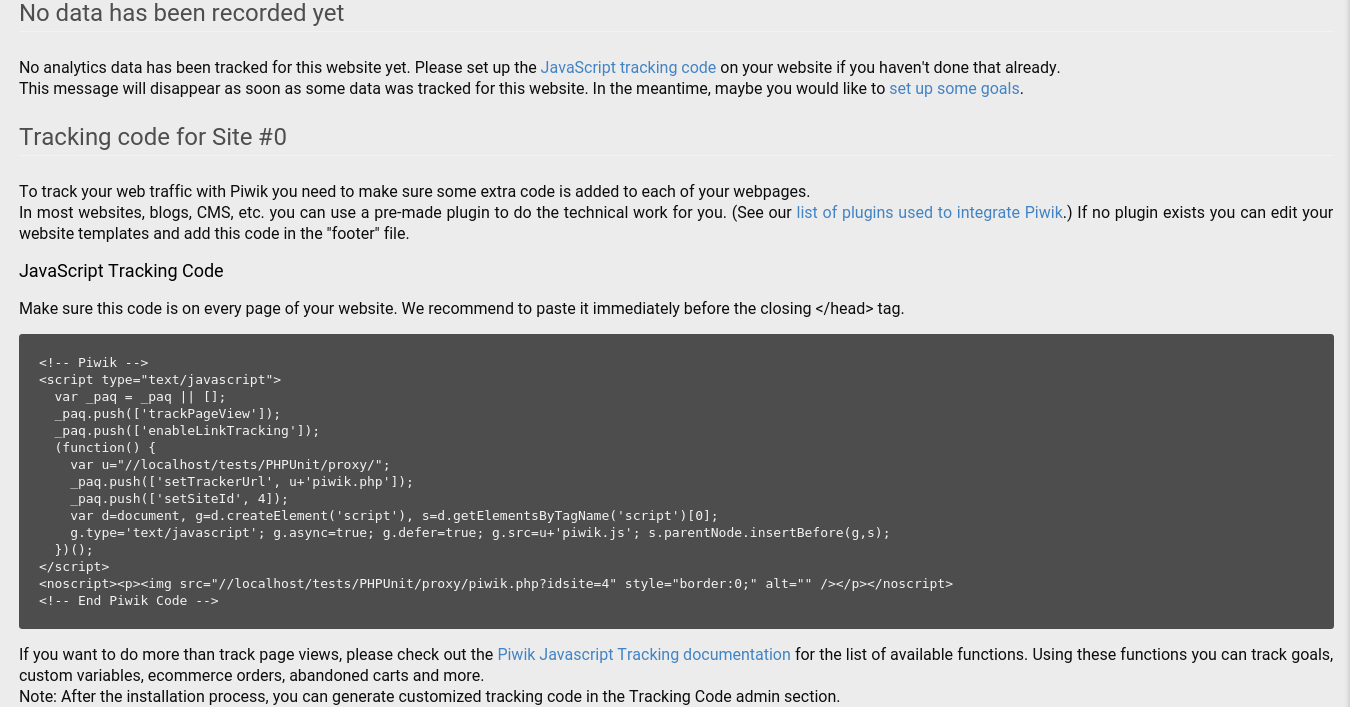 No data has been recorded yet
No analytics data has been tracked for this website yet. Please set up the JavaScript tracking code on your website if you haven't done that already.
This message will disappear as soon as some data was tracked for this website. In the meantime, maybe you would like to set up some goals.
Tracking code for Site #0
To track your web traffic with Piwik you need to make sure some extra code is added to each of your webpages.
In most websites, blogs, CMS, etc. you can use a pre-made plugin to do the technical work for you. (See our list of plugins used to integrate Piwik.) If no plugin exists you can edit your
website templates and add this code in the "footer" file.
JavaScript Tracking Code
Make sure this code is on every page of your website. We recommend to paste it immediately before the closing </head> tag.
<!-- Piwik -->
<script type="text/javascript">
  var _paq = _paq || [];
  _paq.push(['trackPageView']);
  _paq.push(['enableLinkTracking']);
  (function() {
    var u="//localhost/tests/PHPUnit/proxy/";
    _paq.push(['setTrackerUrl', u+'piwik.php']);
    _paq.push(['setSiteId', 4]);
    var d=document, g=d.createElement('script'), s=d.getElementsByTagName('script')[0];
    g.type='text/javascript'; g.async=true; g.defer=true; g.src=u+'piwik.js'; s.parentNode.insertBefore(g,s);
  })();
</script>
<noscript><p><img src="//localhost/tests/PHPUnit/proxy/piwik.php?idsite=4" style="border:0;" alt="" /></p></noscript>
<!-- End Piwik Code -->
If you want to do more than track page views, please check out the Piwik Javascript Tracking documentation for the list of available functions. Using these functions you can track goals,
custom variables, ecommerce orders, abandoned carts and more.
Note: After the installation process, you can generate customized tracking code in the Tracking Code admin section.